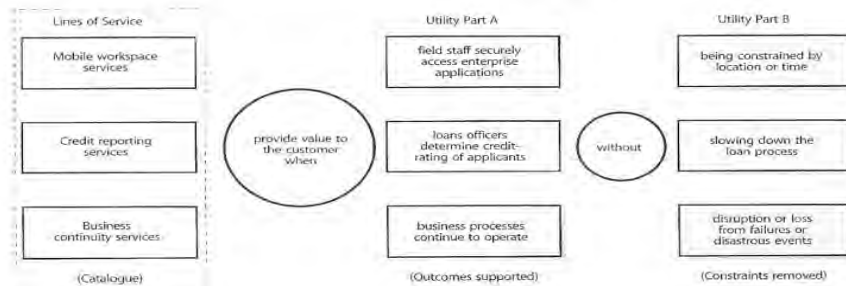 Lines of Service
Utility Part A
Utility Part B
Mobile workspace
services
field staff securely
access enterprise
applications
being constrained by
location or time
Credit reporting
services
provide value to
the customer
when
loans officers
determine credit-
rating of applicants
without
slowing down the
loan process
Business
continuity services
business processes
continue to operate
disruption or loss
from failures or
disastrous events
(Catalogue)
(Outcomes supported)
(Constraints removed)